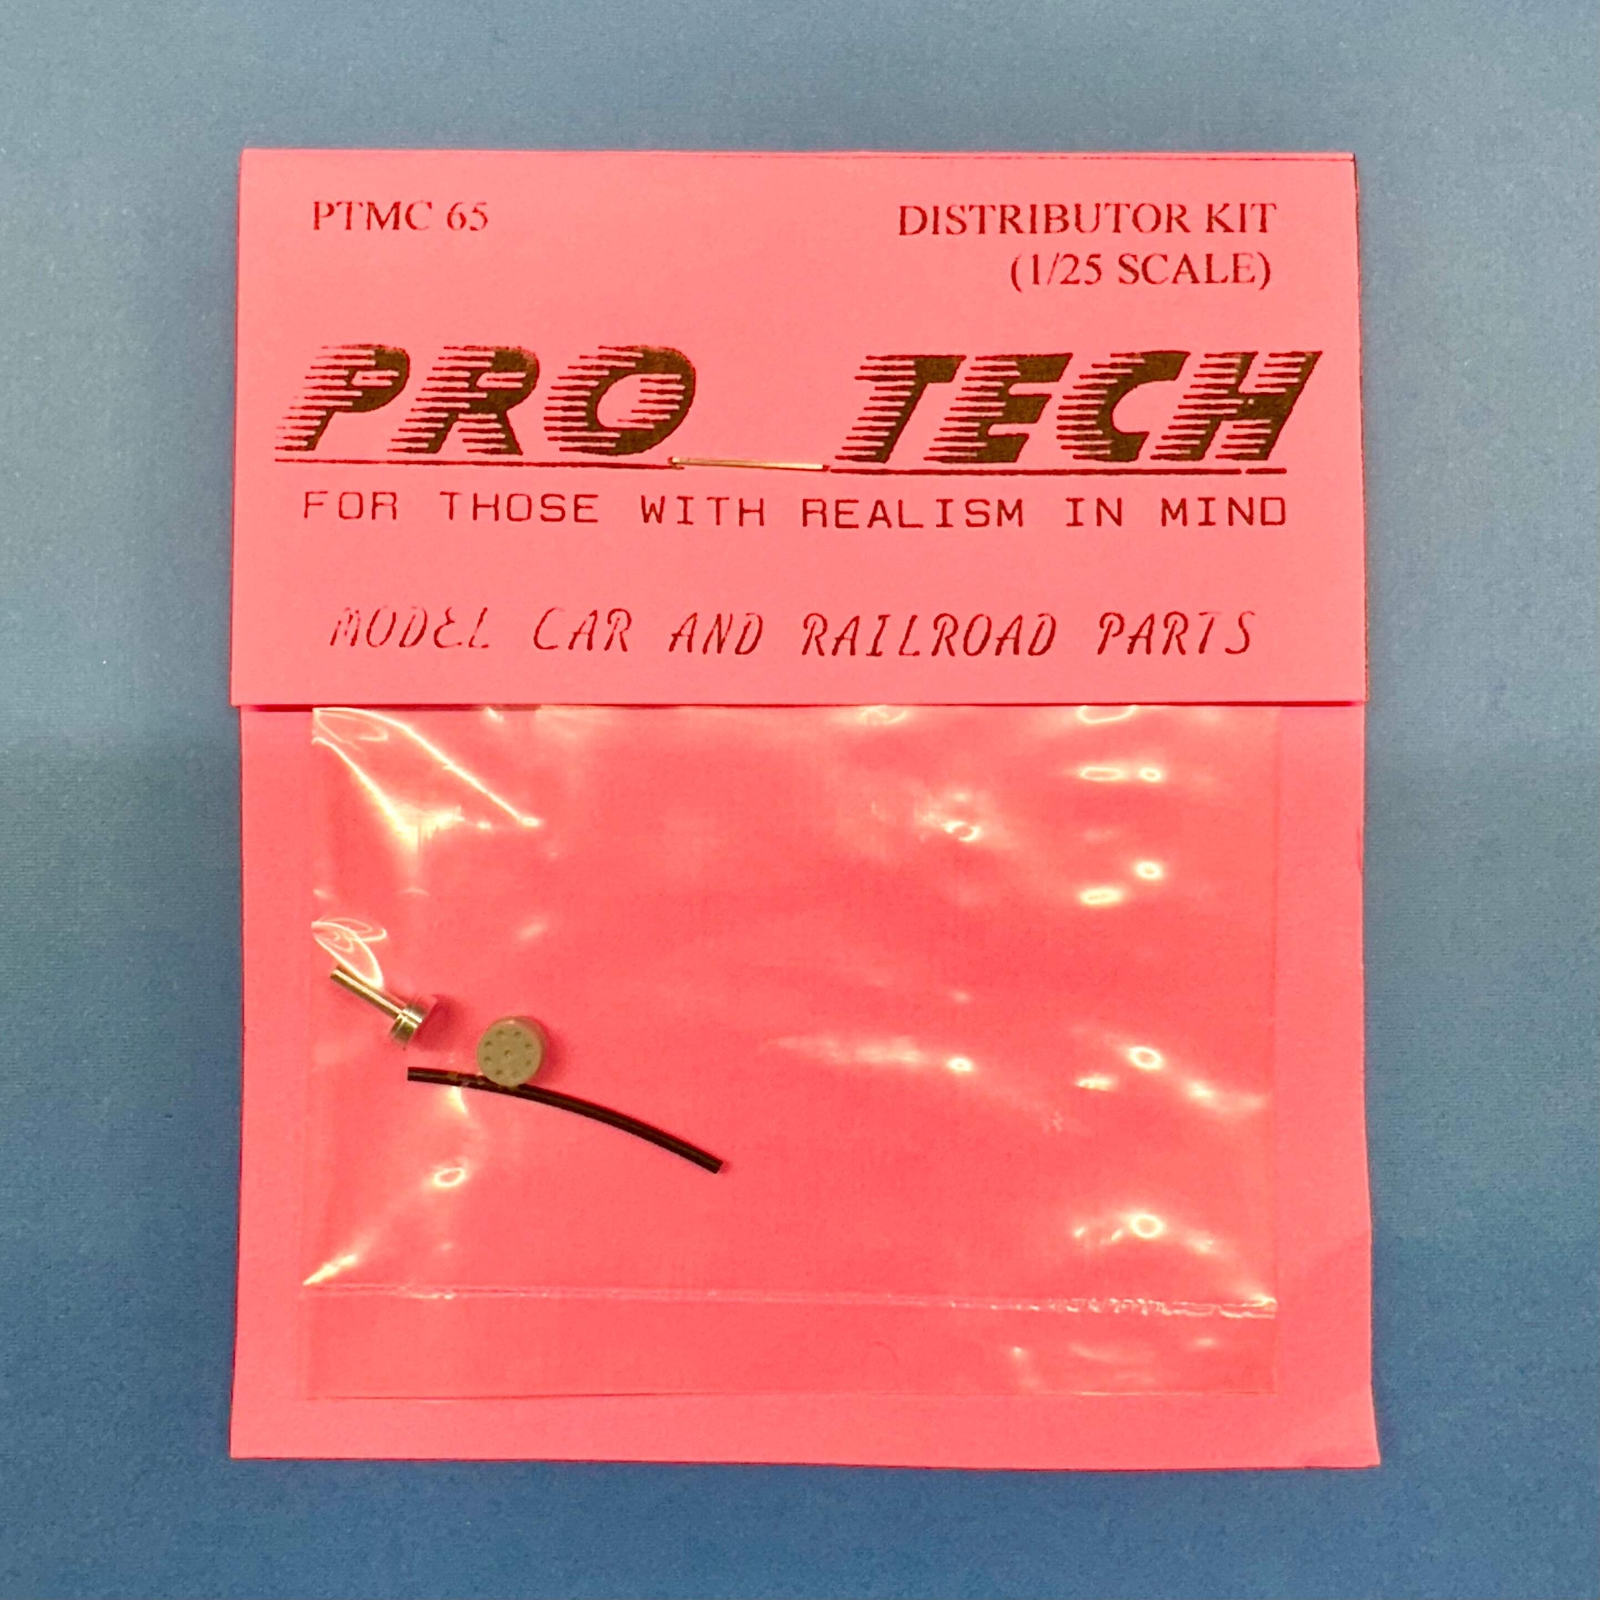 PTMC 65
DISTRIBUTOR KIT
(1/25 SCALE)
PRO TECH
FOR THOSE WITH REALISM IN MIND
MODEL CAR AND RAILROAD PARTS